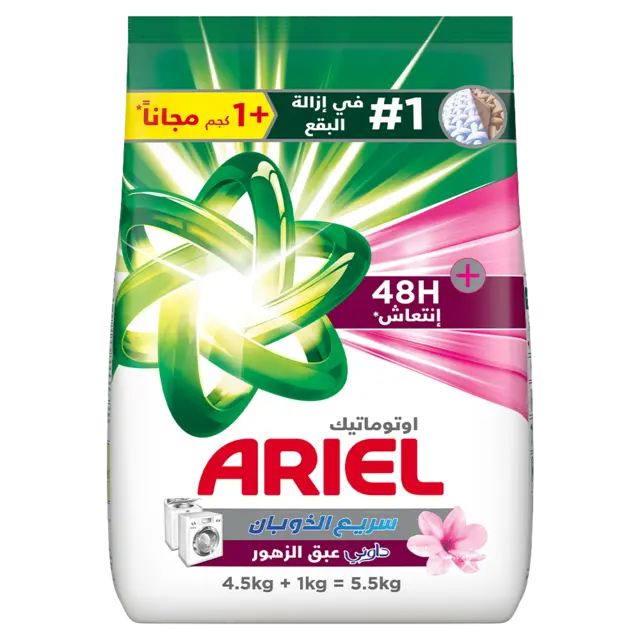 +1 كجم مجاناً*
#1 في إزالة
البقع
+
48H
إنتعاش*
اوتوماتيك
ARIEL
سريع الذوبان
داوني عبق الزهور
4.5kg + 1kg = 5.5kg